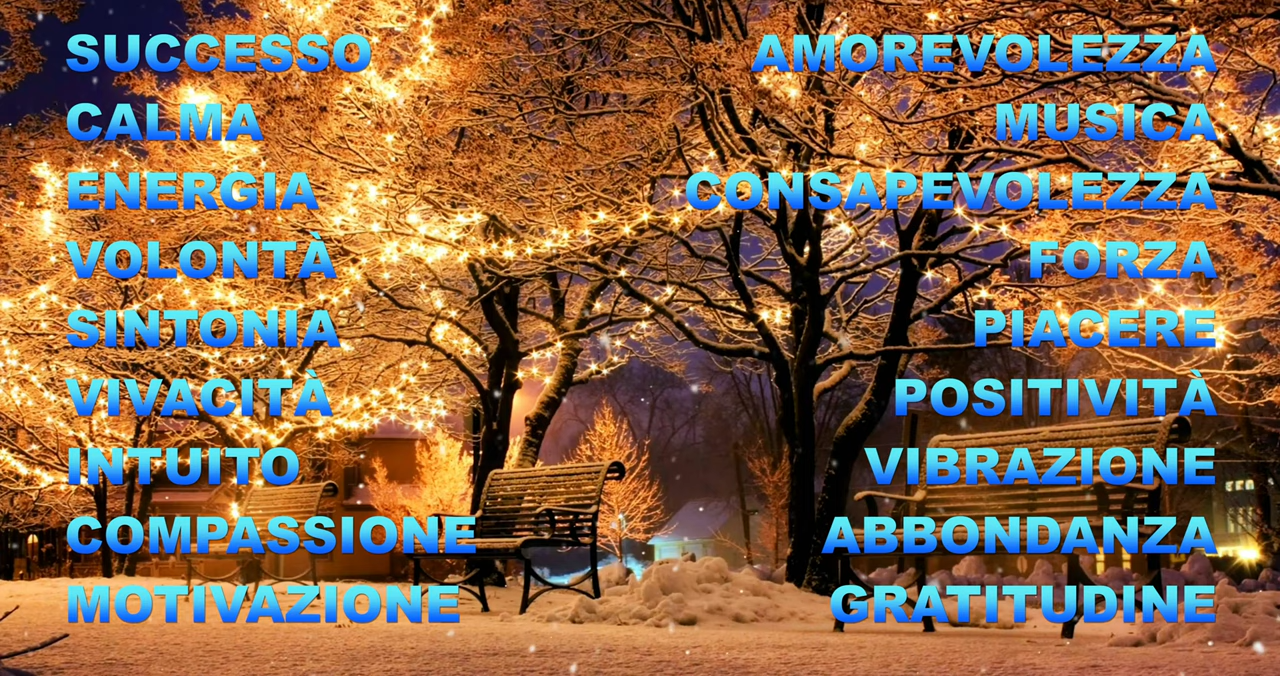 SUCCESSO
CALMA
ENERGIA
VOLONTÀ
SINTONIA
VIVACITÀ
INTUITO
COMPASSIONE
MOTIVAZIONE
AMOREVOLEZZA
MUSICA
CONSAPEVOLEZZA
FORZA
PIACERE
POSITIVITÀ
VIBRAZIONE
ABBONDANZA
GRATITUDINE